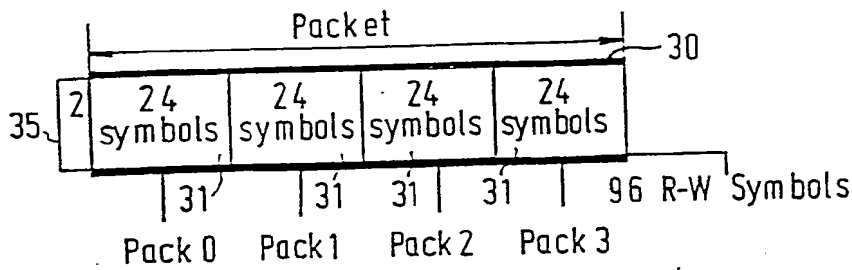 Packet
30
35 2 24 24 24 24
symbols symbols symbols symbols
31 31 31 31 96 R-W Symbols
Pack 0 Pack 1 Pack 2 Pack 3